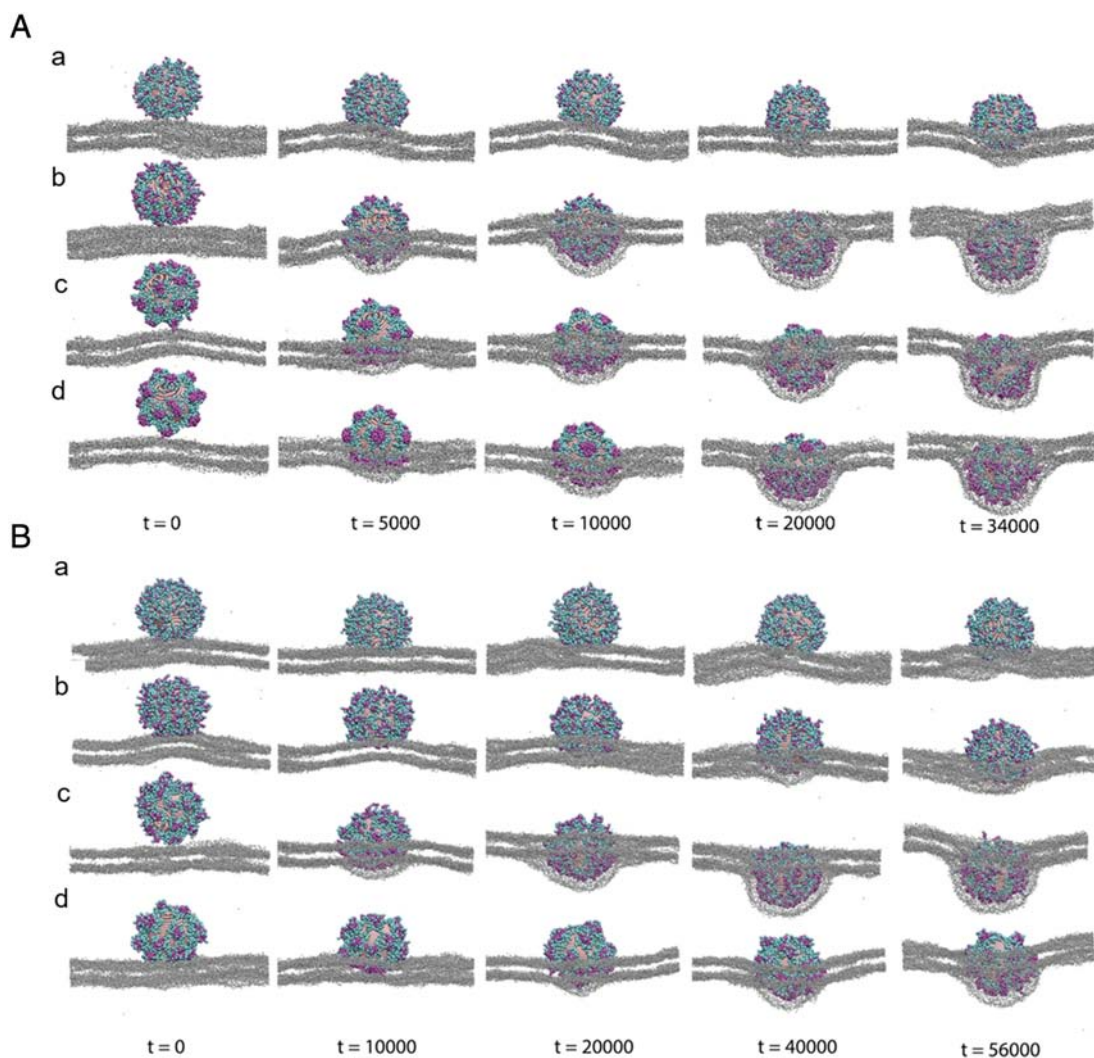 A
a
b
c
d
t = 0
t = 5000
t = 10000
t = 20000
t = 34000
B
a
b
c
d
t = 0
t = 10000
t = 20000
t = 40000
t = 56000